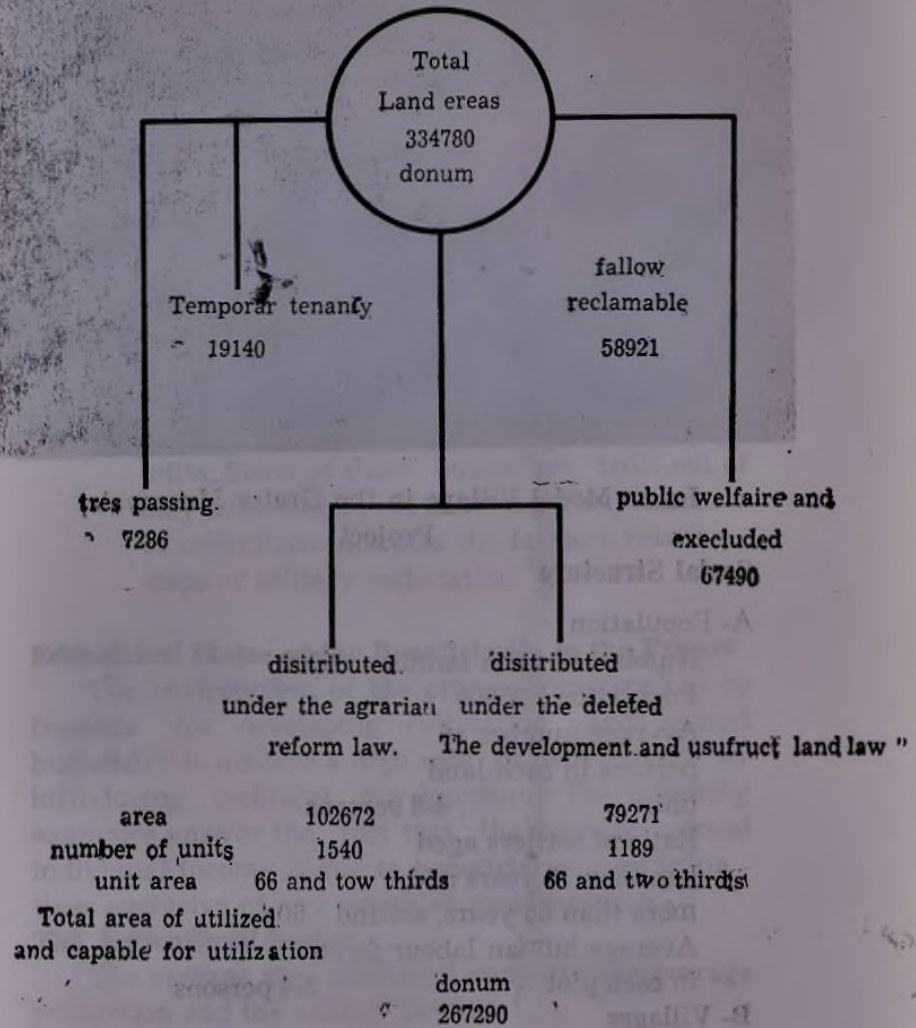 Total
Land ereas
334780
donum
fallow
reclamable
58921
Temporar tenanty
19140
tres passing.
7286
public welfaire and
execluded
67490
disitributed.
under the agrarian
reform law.
disitributed
under the deleted
The development and usufruct land law "
area 102672 79271
number of units 1540 1189
unit area 66 and tow thirds 66 and two thirds
Total area of utilized
and capable for utilization
donum
267290